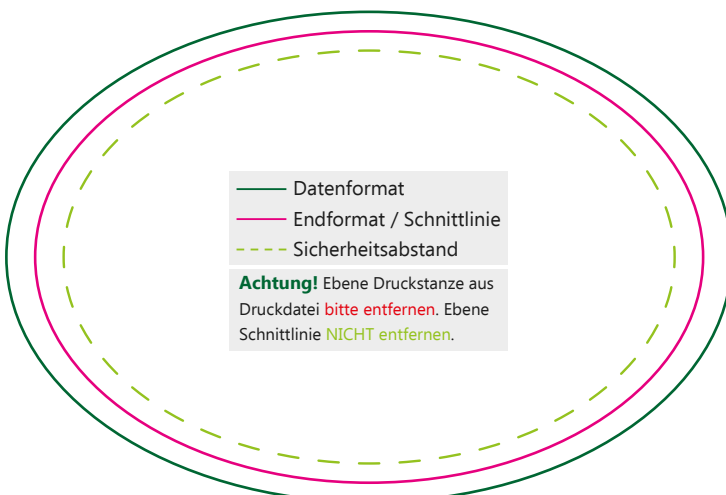 Datenformat
Endformat / Schnittlinie
Sicherheitsabstand
Achtung! Ebene Druckstanze aus
Druckdatei bitte entfernen. Ebene
Schnittlinie NICHT entfernen.